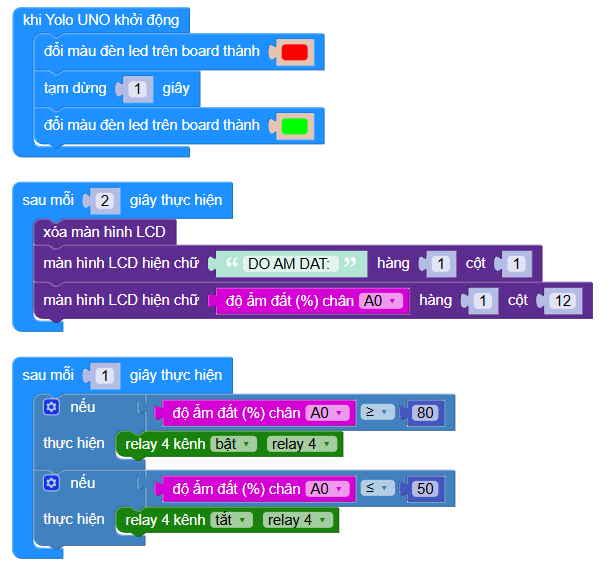 khi Yolo UNO khởi động
đổi màu đèn led trên board thành
tạm dừng 1 giây
đổi màu đèn led trên board thành
sau mỗi 2 giây thực hiện
xóa màn hình LCD
màn hình LCD hiện chữ “ DO AM DAT: ” hàng 1 cột 1
màn hình LCD hiện chữ độ ẩm đất (%) chân A0 hàng 1 cột 12
sau mỗi 1 giây thực hiện
nếu độ ẩm đất (%) chân A0 ≥ 80
thực hiện relay 4 kênh bật relay 4
nếu độ ẩm đất (%) chân A0 ≤ 50
thực hiện relay 4 kênh tắt relay 4